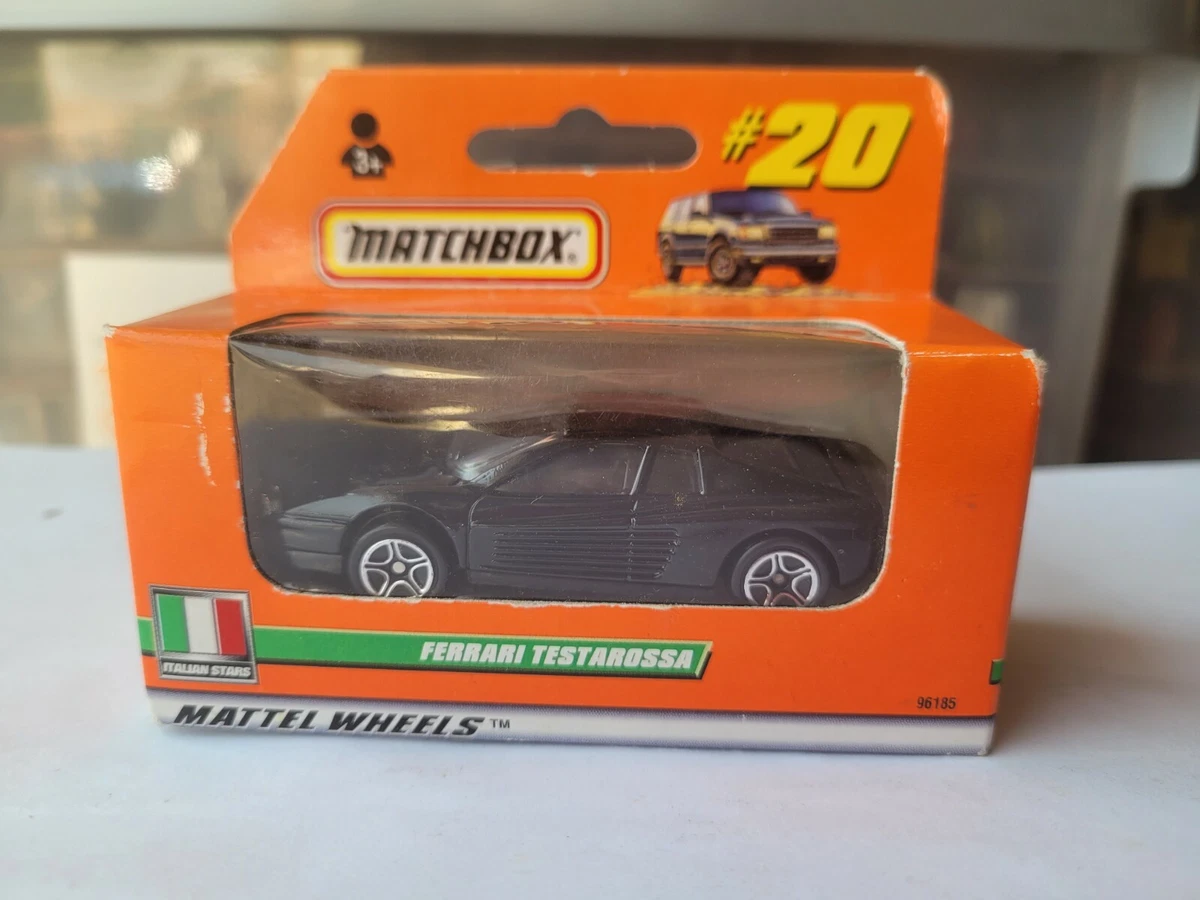 #20
3+
MATCHBOX®
FERRARI TESTAROSSA
ITALIAN STARS
96185
MATTEL WHEELS™